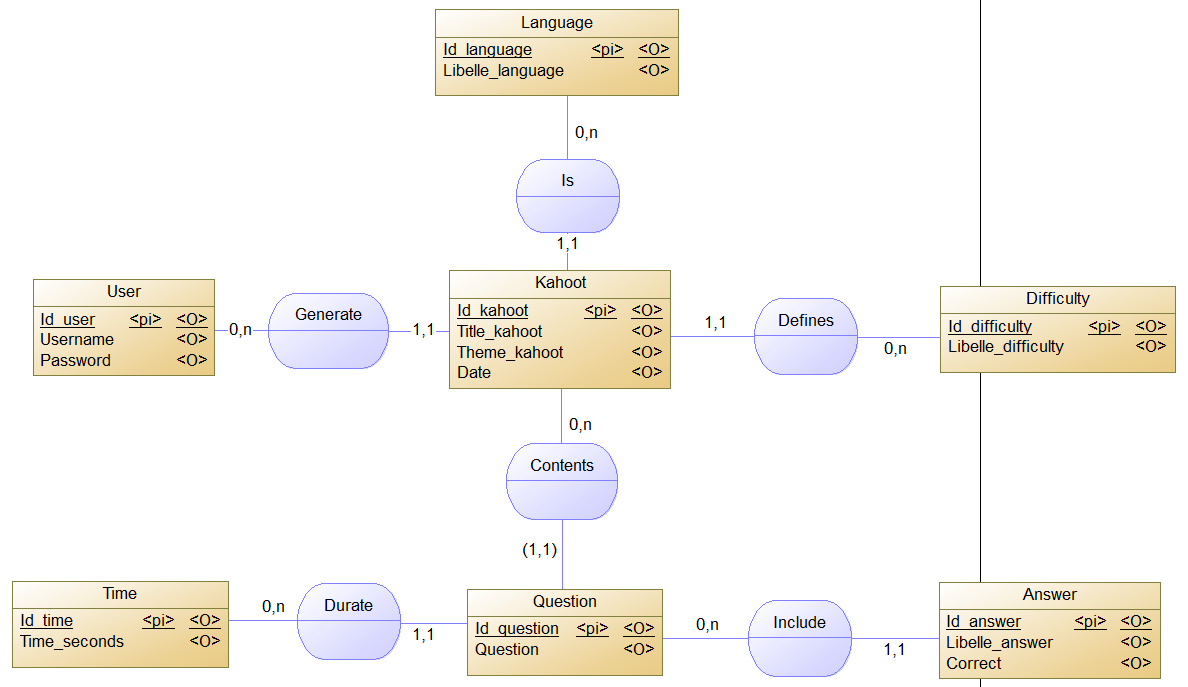 Language
Id_language <pi> <O>
Libelle_language <O>
0,n
Is
1,1
User
Id_user <pi> <O>
Username <O>
Password <O>
0,n
Generate
1,1
Kahoot
Id_kahoot <pi> <O>
Title_kahoot <O>
Theme_kahoot <O>
Date <O>
1,1
Defines
0,n
Difficulty
Id_difficulty <pi> <O>
Libelle_difficulty <O>
0,n
Contents
(1,1)
Time
Id_time <pi> <O>
Time_seconds <O>
0,n
Durate
1,1
Question
Id_question <pi> <O>
Question <O>
0,n
Include
1,1
Answer
Id_answer <pi> <O>
Libelle_answer <O>
Correct <O>